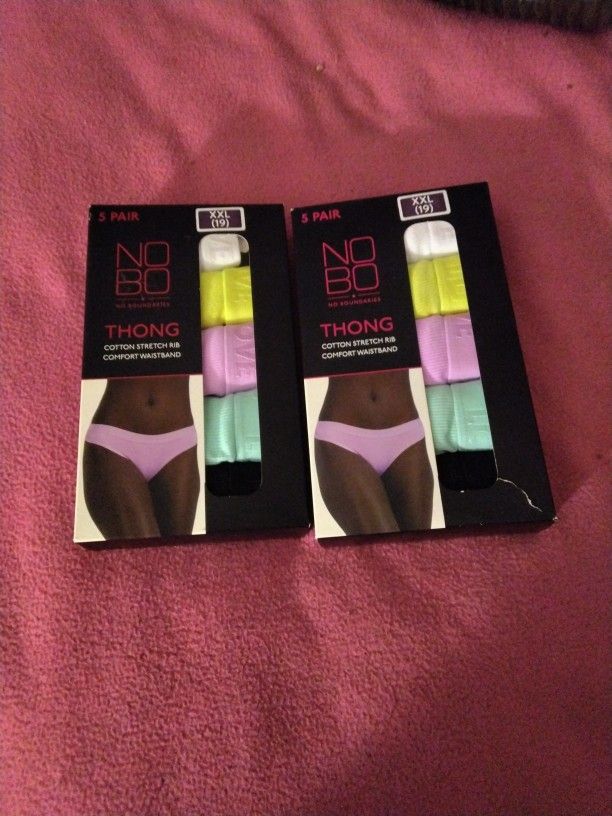 5 PAIR
XXL
(19)
NO
BO
NO BOUNDARIES
THONG
COTTON STRETCH RIB
COMFORT WAISTBAND
5 PAIR
XXL
(19)
NO
BO
NO BOUNDARIES
THONG
COTTON STRETCH RIB
COMFORT WAISTBAND